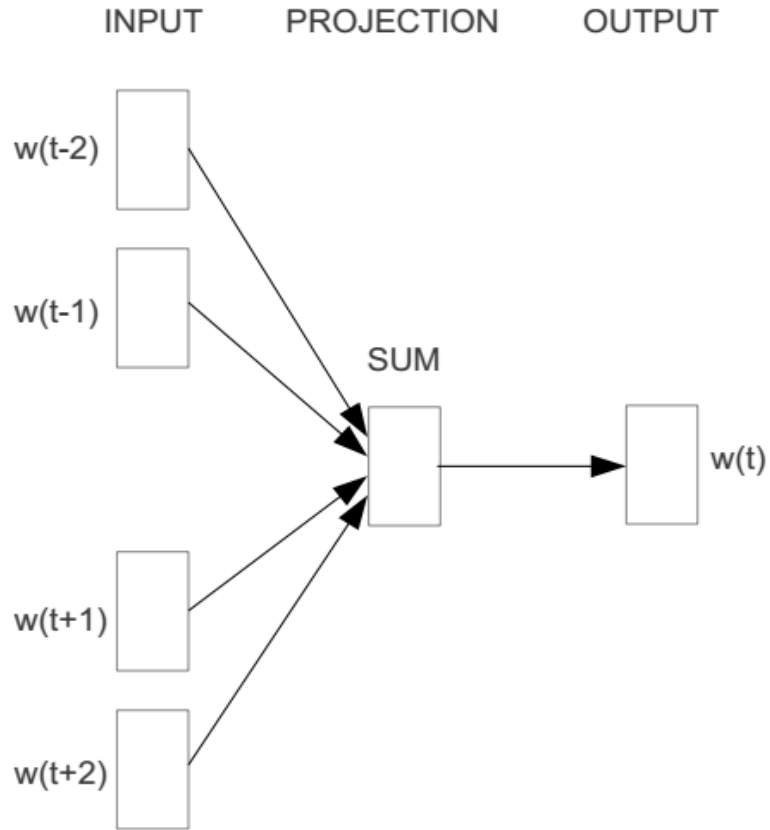 INPUT PROJECTION OUTPUT
w(t-2)
w(t-1)
SUM
w(t)
w(t+1)
w(t+2)